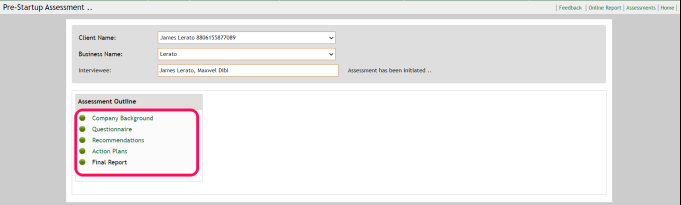 Pre-Startup Assessment ..
| Feedback | Online Report | Assessments | Home |
Client Name: James Lerato 8806155877089
Business Name: Lerato
Interviewee: James Lerato, Maxwel Dibi Assessment has been initiated ..
Assessment Outline
Company Background
Questionnaire
Recommendations
Action Plans
Final Report